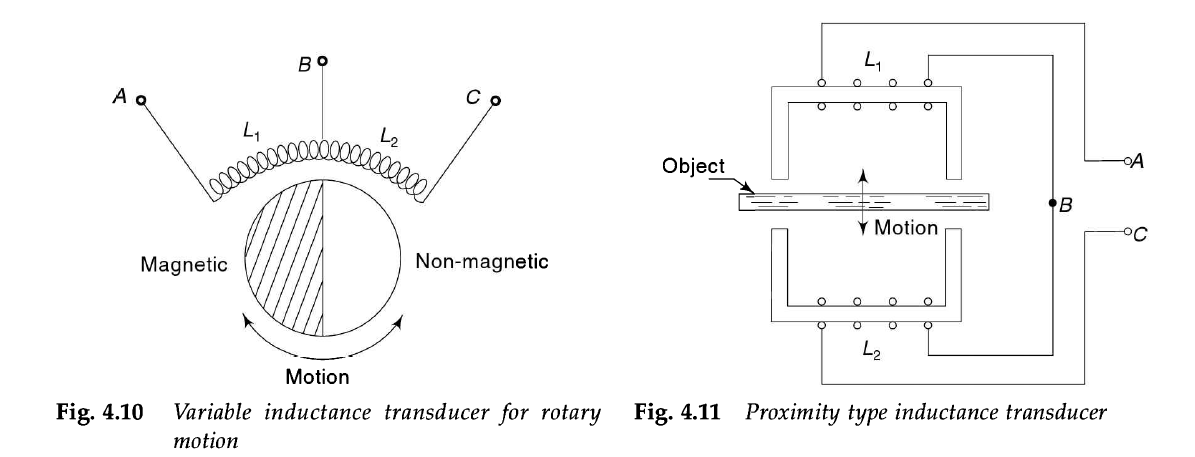 B
A
C
L1
L2
Magnetic
Non-magnetic
Motion
Fig. 4.10 Variable inductance transducer for rotary
motion
L1
Object
A
B
Motion
C
L2
Fig. 4.11 Proximity type inductance transducer